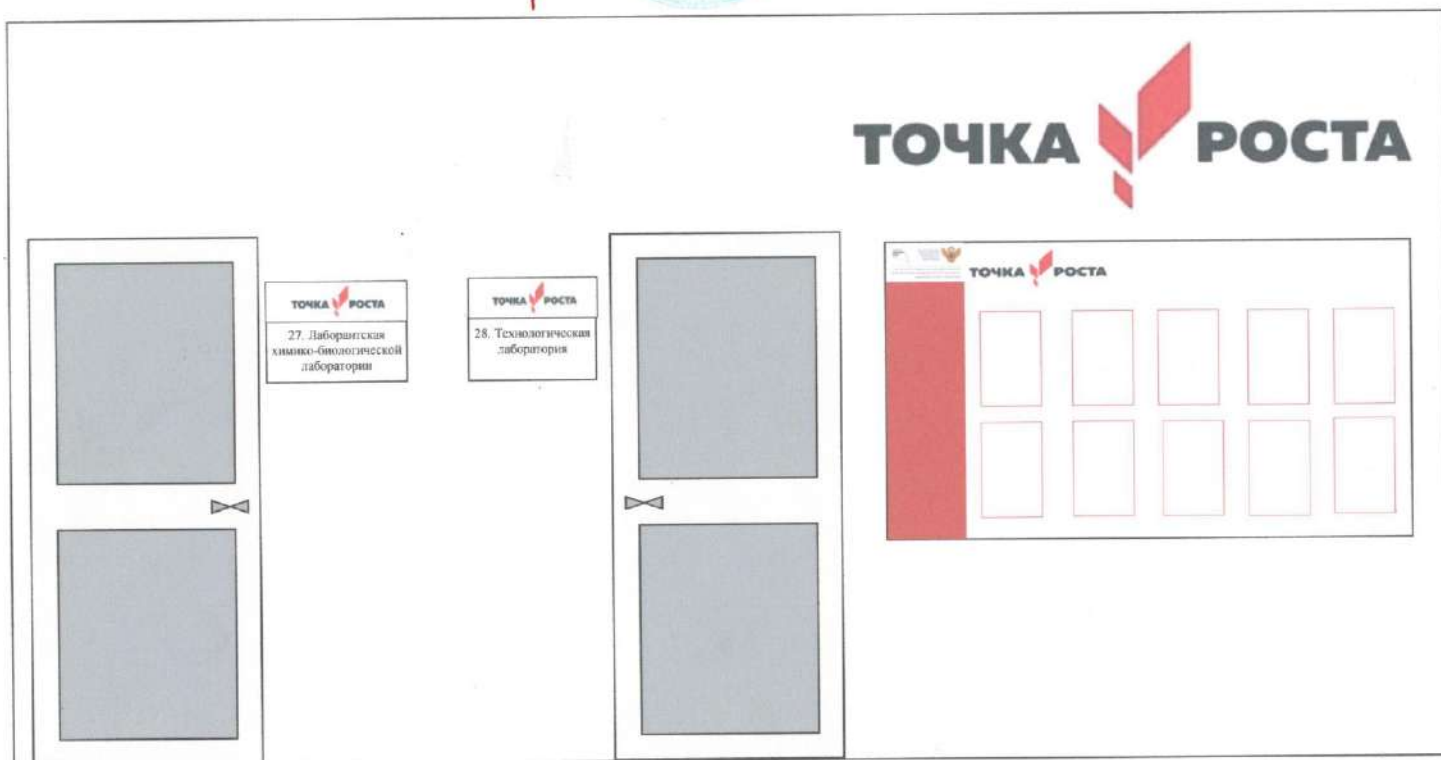 ТОЧКА РОСТА
ТОЧКА РОСТА
27. Лаборантская
химико-биологической
лаборатории
ТОЧКА РОСТА
28. Технологическая
лаборатория
ТОЧКА РОСТА